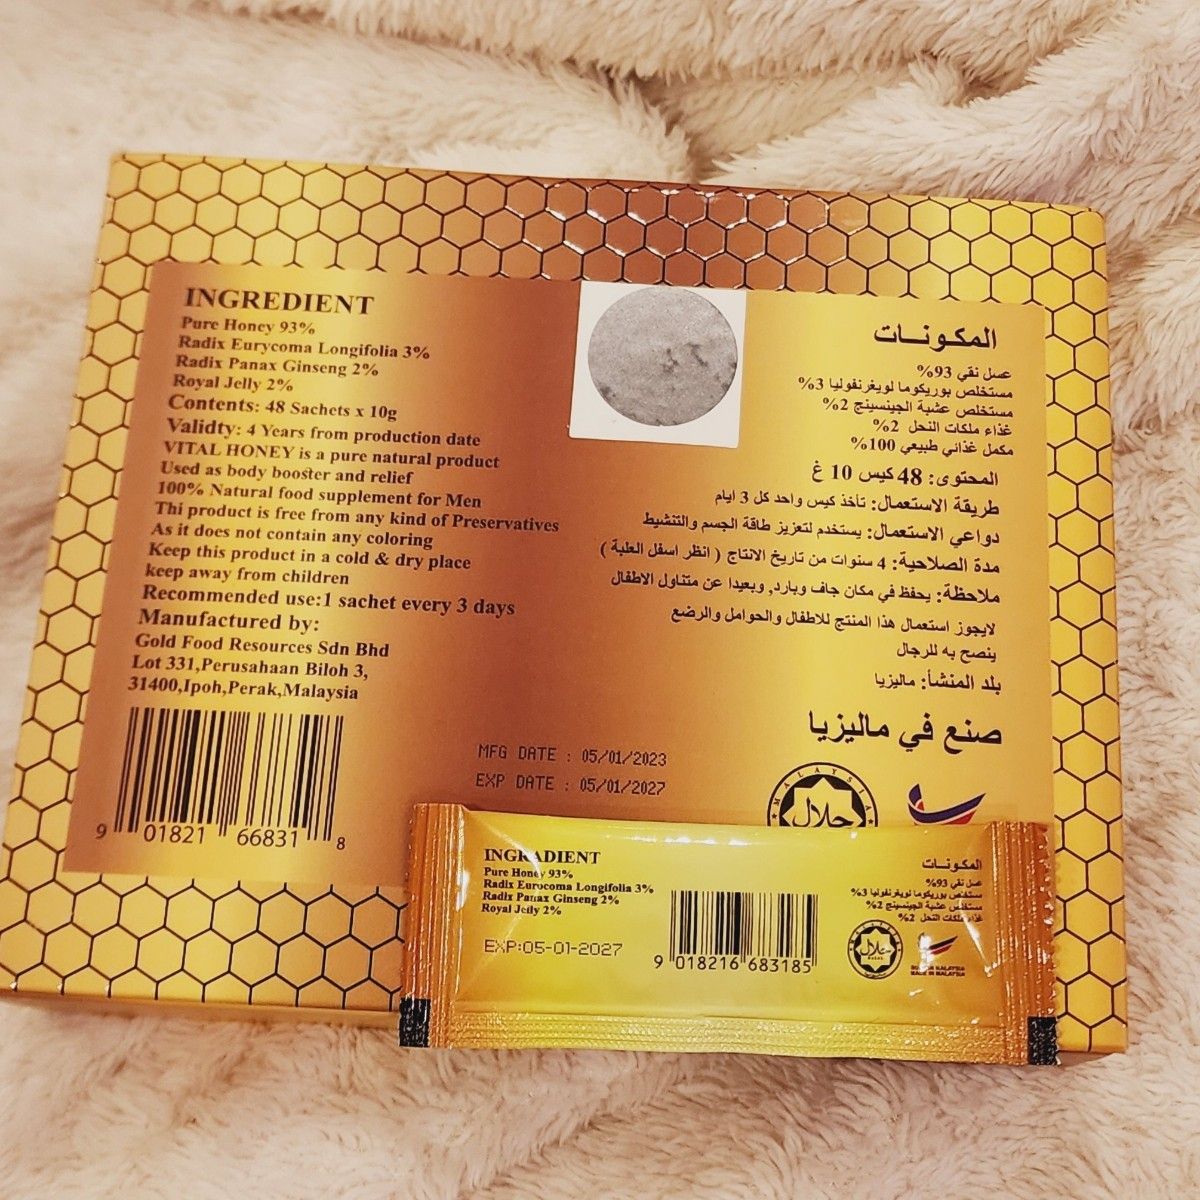 INGREDIENT
Pure Honey 93%
Radix Eurycoma Longifolia 3%
Radix Panax Ginseng 2%
Royal Jelly 2%
Contents: 48 Sachets x 10g
Validty: 4 Years from production date
VITAL HONEY is a pure natural product
Used as body booster and relief
100% Natural food supplement for Men
Thi product is free from any kind of Preservatives
As it does not contain any coloring
Keep this product in a cold & dry place
keep away from children
Recommended use:1 sachet every 3 days
Manufactured by:
Gold Food Resources Sdn Bhd
Lot 331,Perusahaan Biloh 3,
31400,Ipoh,Perak,Malaysia
9 01821 66831 8
المكونــات
عسل نقي 93%
مستخلص بوريكوما لويغرنفوليا 3%
مستخلص عشبة الجينسينج 2%
غذاء ملكات النحل 2%
مكمل غذائي طبيعي 100%
المحتوى: 48 كيس 10 غ
طريقة الاستعمال: تأخذ كيس واحد كل 3 ايام
دواعي الاستعمال: يستخدم لتعزيز طاقة الجسم والتنشيط
مدة الصلاحية: 4 سنوات من تاريخ الانتاج ( انظر اسفل العلبة )
ملاحظة: يحفظ في مكان جاف وبارد, وبعيدا عن متناول الاطفال
لايجوز استعمال هذا المنتج للاطفال والحوامل والرضع
ينصح به للرجال
بلد المنشأ: ماليزيا
صنع في ماليزيا
MFG DATE : 05/01/2023
EXP DATE : 05/01/2027
MALAYSIA
حلال
INGRADIENT
Pure Honey 93%
Radix Eurocoma Longifolia 3%
Radix Panax Ginseng 2%
Royal Jelly 2%
EXP:05-01-2027
9 018216 683185
المكونــات
عسل نقي 93%
مستخلص بوريكوما لويغرنفوليا 3%
مستخلص عشبة الجينسينج 2%
غذاء ملكات النحل 2%
حلال
MADE IN MALAYSIA